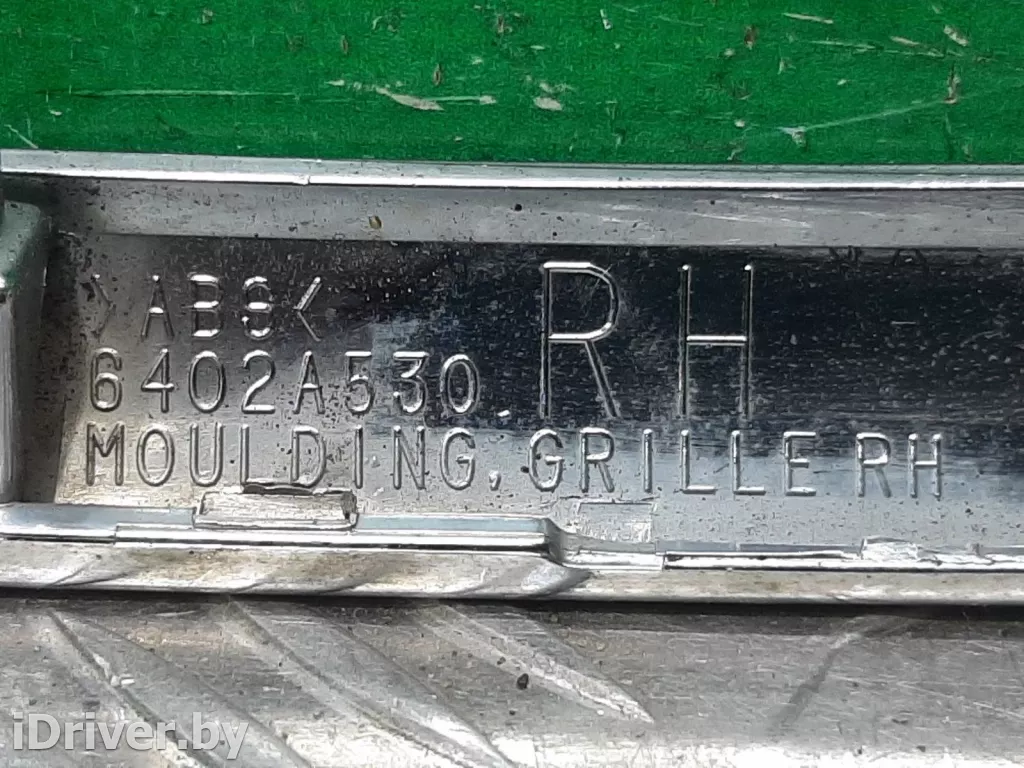 >ABS<
RH
6402A530
MOULDING,GRILLE RH
iDriver.by